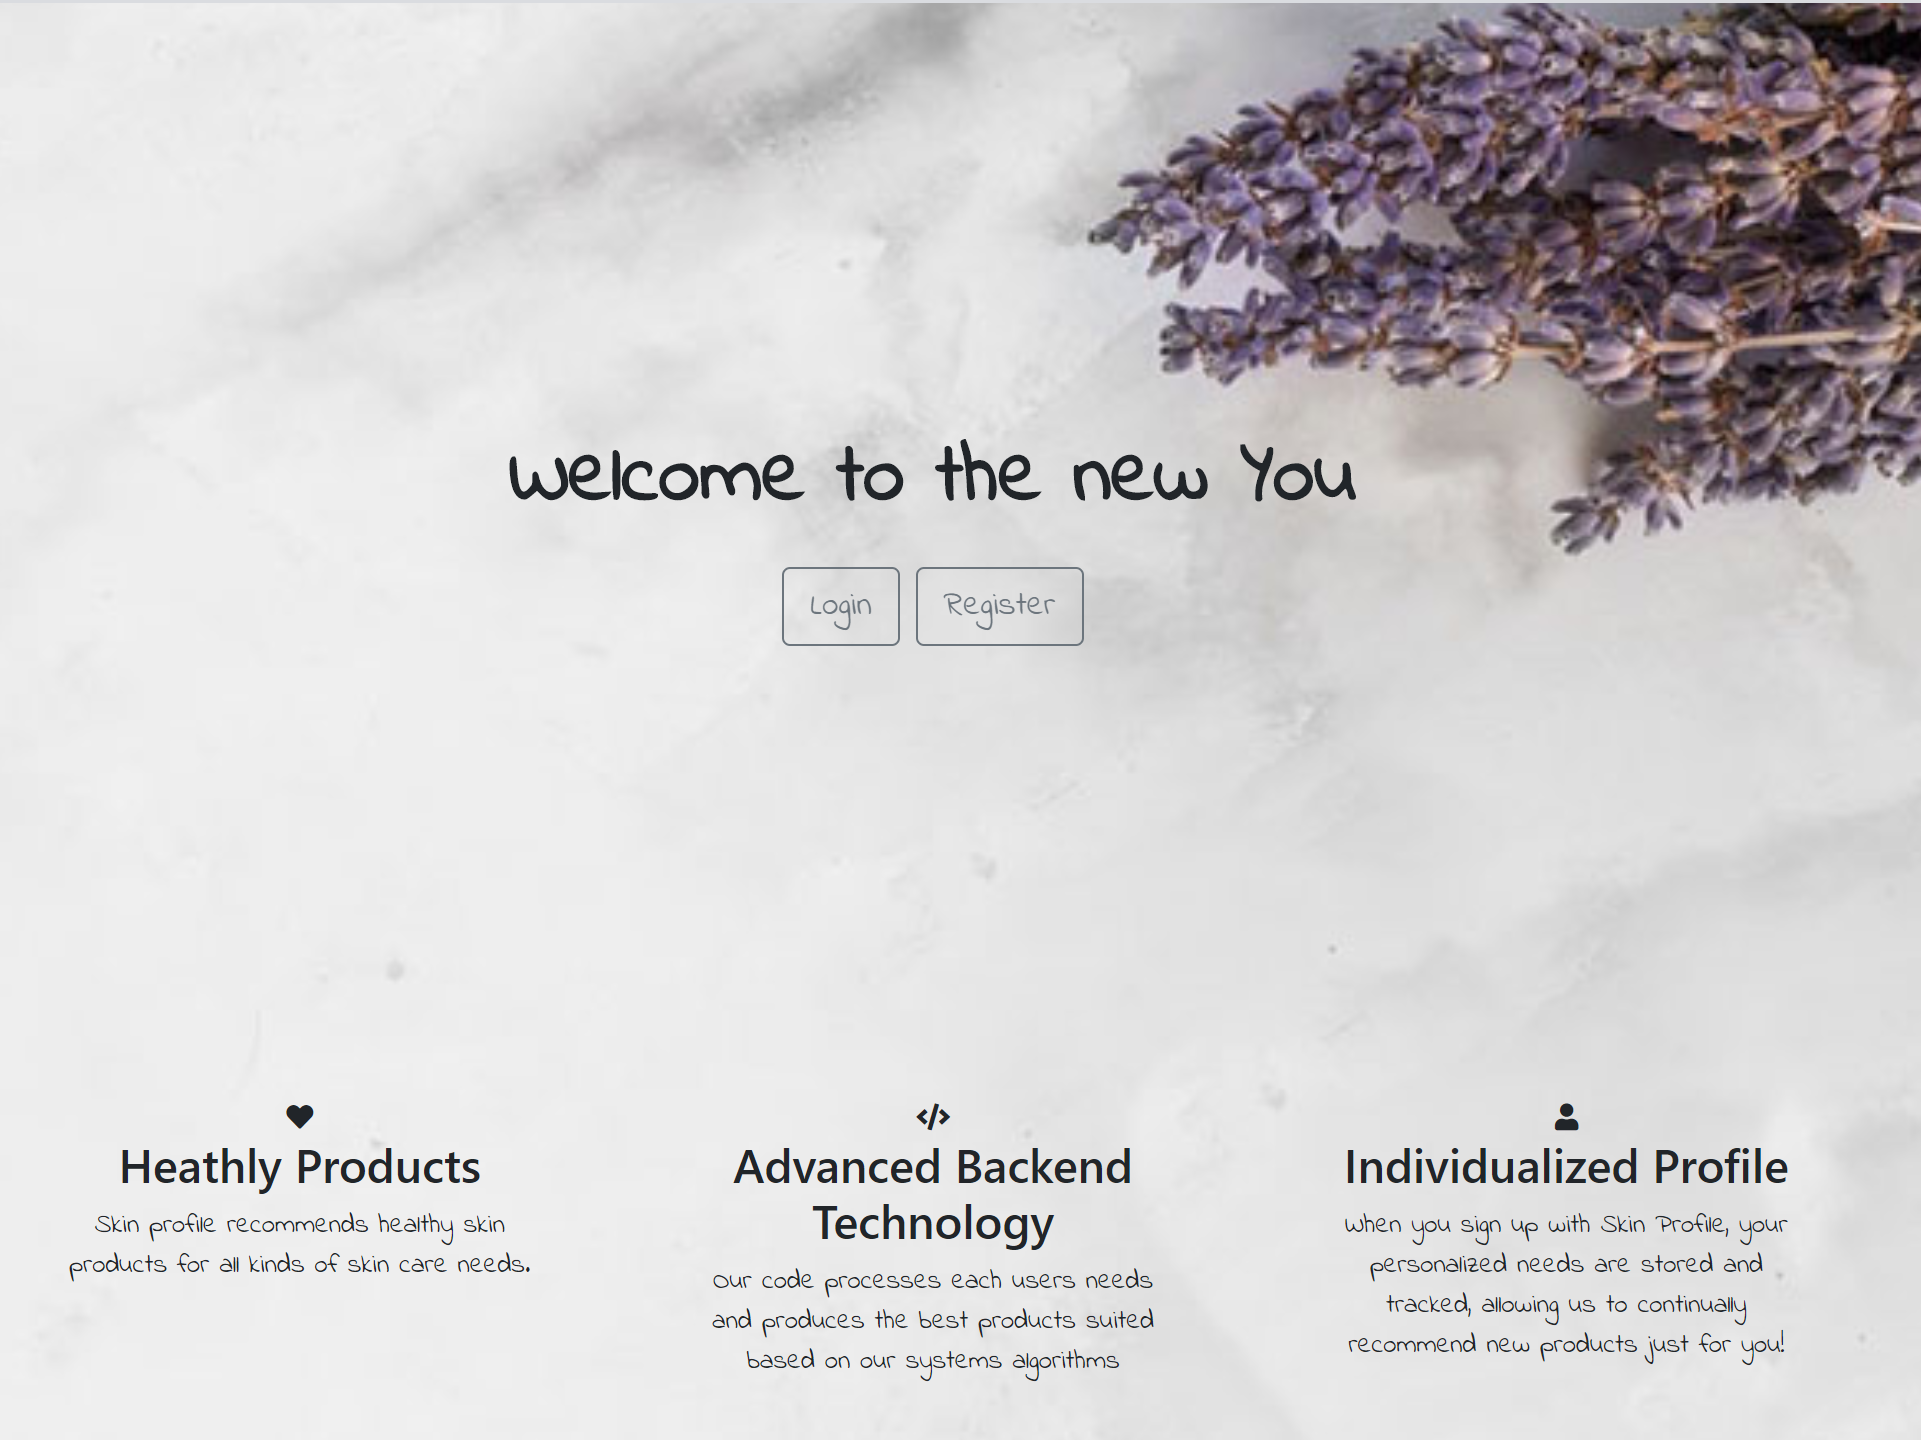 Welcome to the new You
Login
Register
Heathly Products
Skin profile recommends healthy skin
products for all kinds of skin care needs.
Advanced Backend
Technology
Our code processes each users needs
and produces the best products suited
based on our systems algorithms
Individualized Profile
When you sign up with Skin Profile, your
personalized needs are stored and
tracked, allowing us to continually
recommend new products just for you!